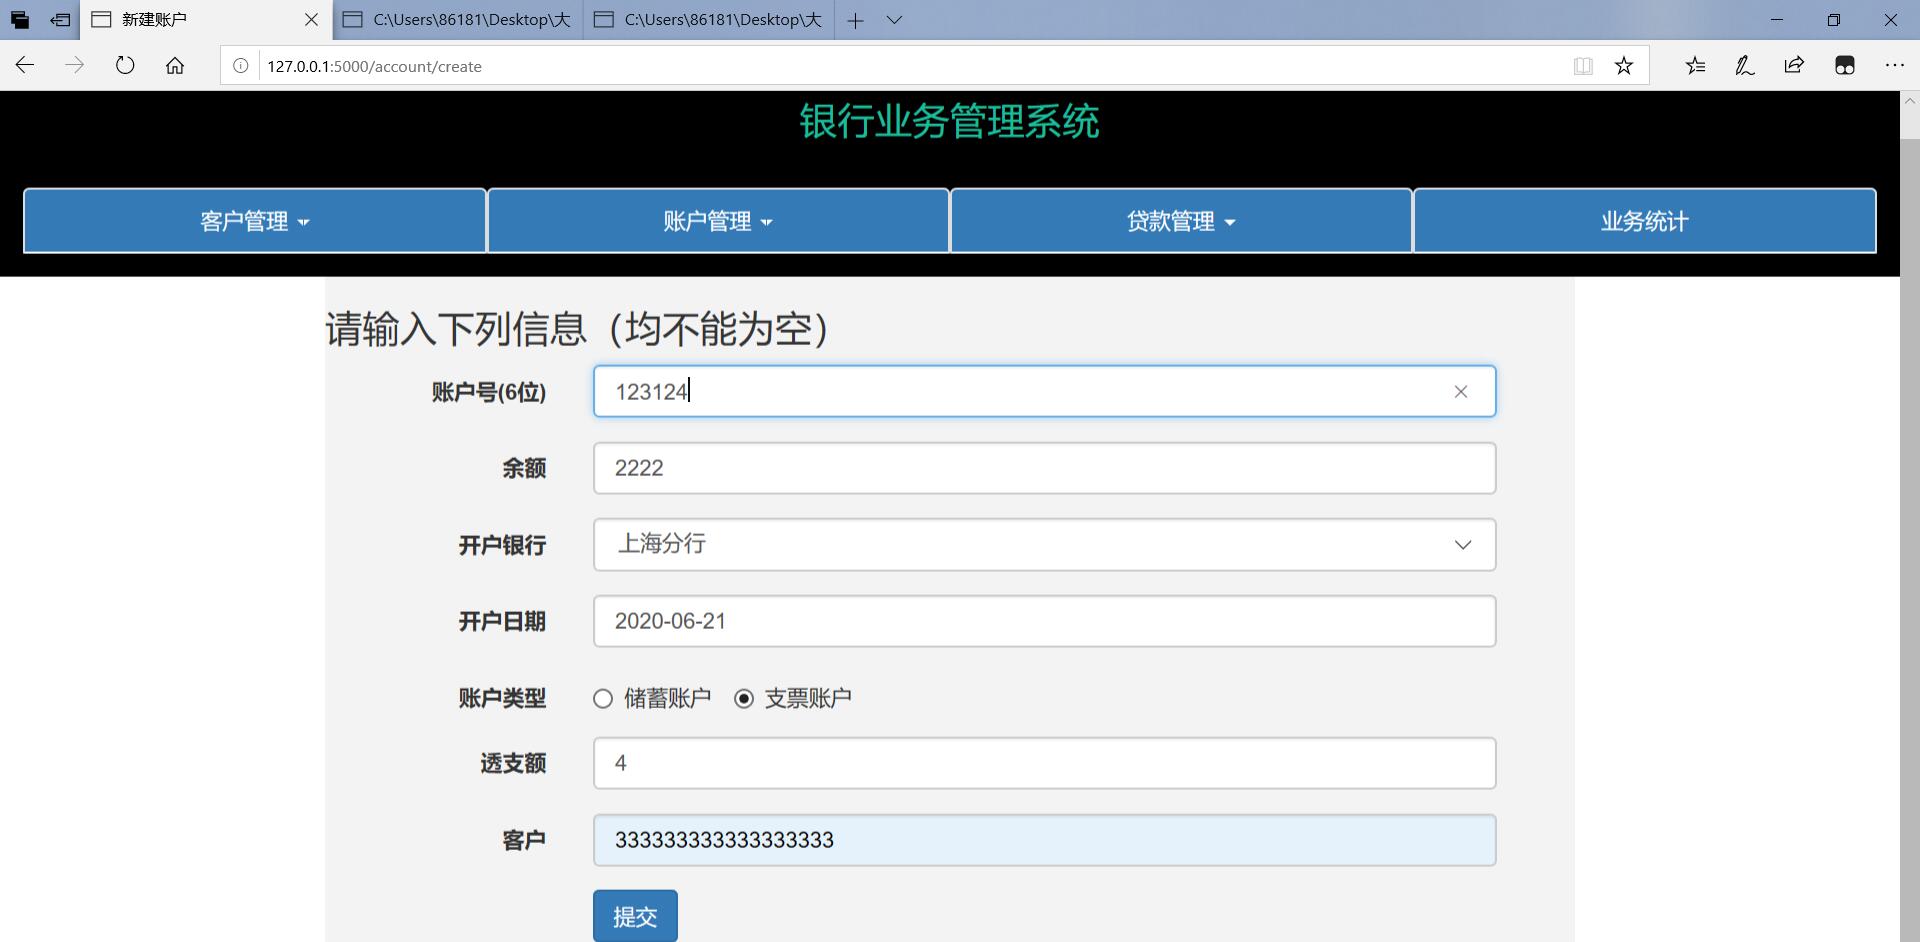 新建账户
C:\Users\86181\Desktop\大
C:\Users\86181\Desktop\大
127.0.0.1:5000/account/create
银行业务管理系统
客户管理
账户管理
贷款管理
业务统计
请输入下列信息（均不能为空）
账户号(6位) 123124
余额 2222
开户银行 上海分行
开户日期 2020-06-21
账户类型 储蓄账户 支票账户
透支额 4
客户 333333333333333333
提交